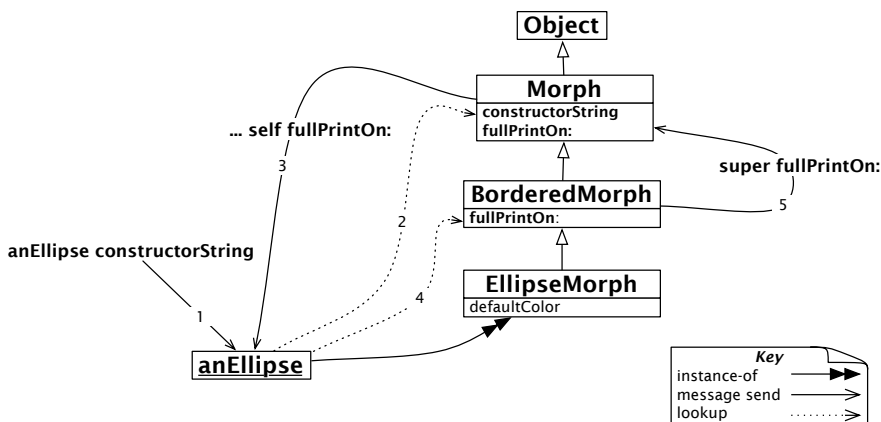 Object
Morph
constructorString
fullPrintOn:
... self fullPrintOn:
3
super fullPrintOn:
BorderedMorph
fullPrintOn:
5
2
anEllipse constructorString
EllipseMorph
defaultColor
4
1
anEllipse
Key
instance-of
message send
lookup